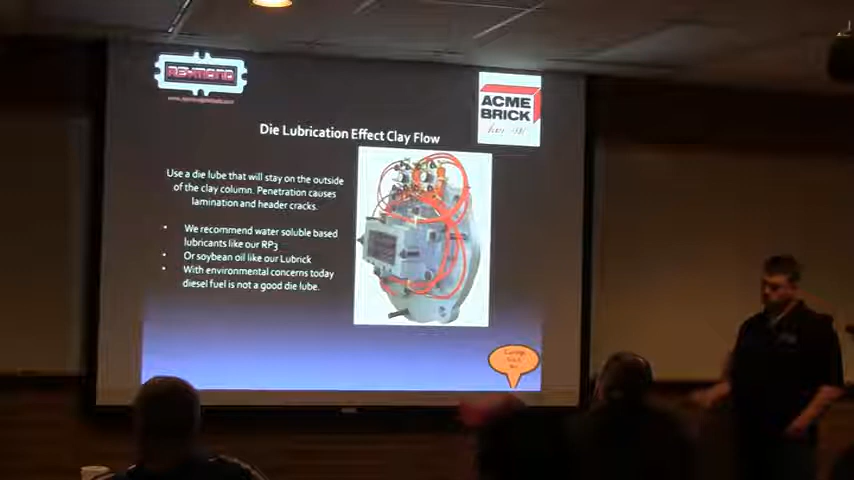 REYMOND
ACME
BRICK
Die Lubrication Effect Clay Flow
Use a die lube that will stay on the outside
of the clay column. Penetration causes
lamination and header cracks.
• We recommend water soluble based
lubricants like our RP3
• Or soybean oil like our Lubrick
• With environmental concerns today
diesel fuel is not a good die lube.